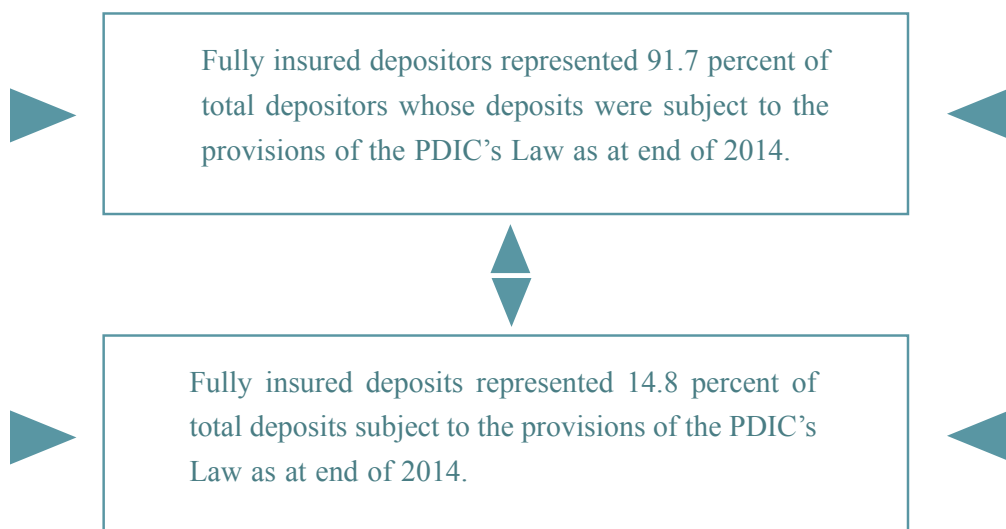 Fully insured depositors represented 91.7 percent of
total depositors whose deposits were subject to the
provisions of the PDIC’s Law as at end of 2014.
Fully insured deposits represented 14.8 percent of
total deposits subject to the provisions of the PDIC’s
Law as at end of 2014.